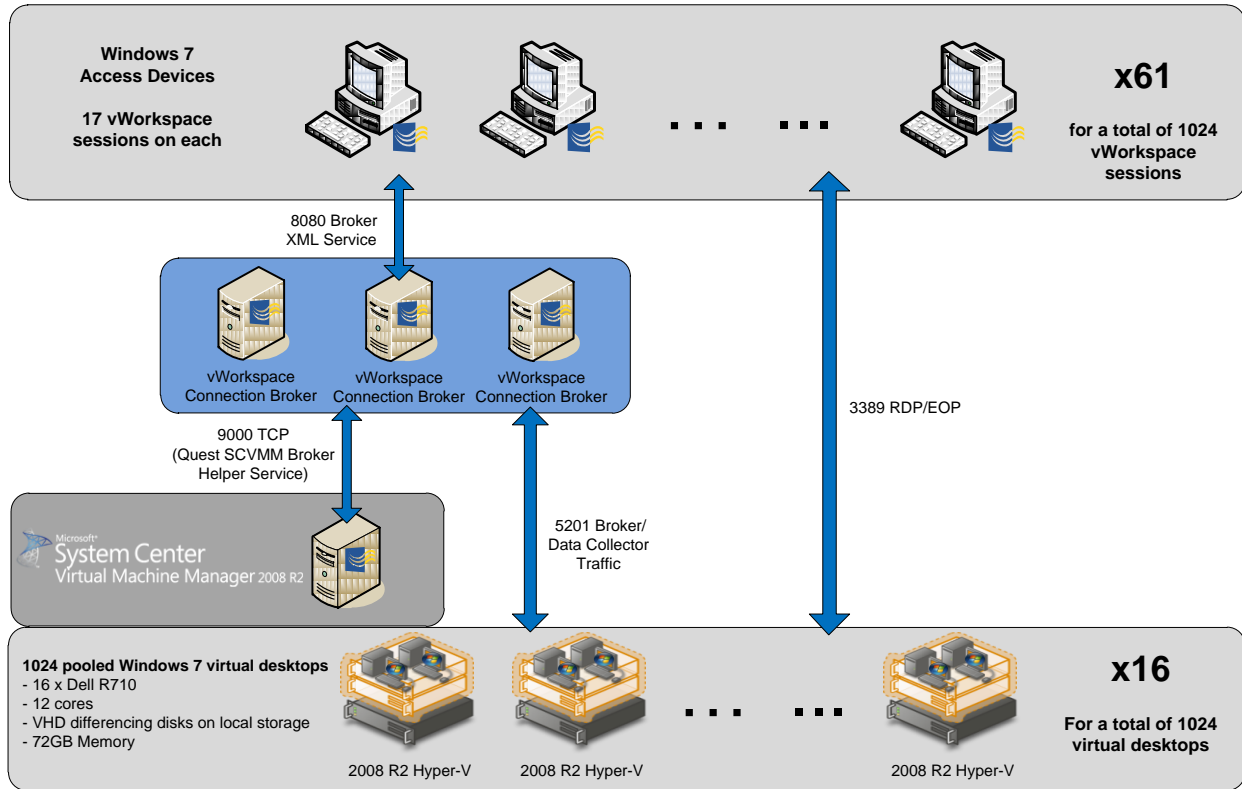 Windows 7
Access Devices
17 vWorkspace
sessions on each
x61
for a total of 1024
vWorkspace
sessions
8080 Broker
XML Service
vWorkspace
Connection Broker
vWorkspace
Connection Broker
vWorkspace
Connection Broker
3389 RDP/EOP
9000 TCP
(Quest SCVMM Broker
Helper Service)
5201 Broker/
Data Collector
Traffic
Microsoft®
System Center
Virtual Machine Manager 2008 R2
1024 pooled Windows 7 virtual desktops
- 16 x Dell R710
- 12 cores
- VHD differencing disks on local storage
- 72GB Memory
2008 R2 Hyper-V
2008 R2 Hyper-V
2008 R2 Hyper-V
x16
For a total of 1024
virtual desktops